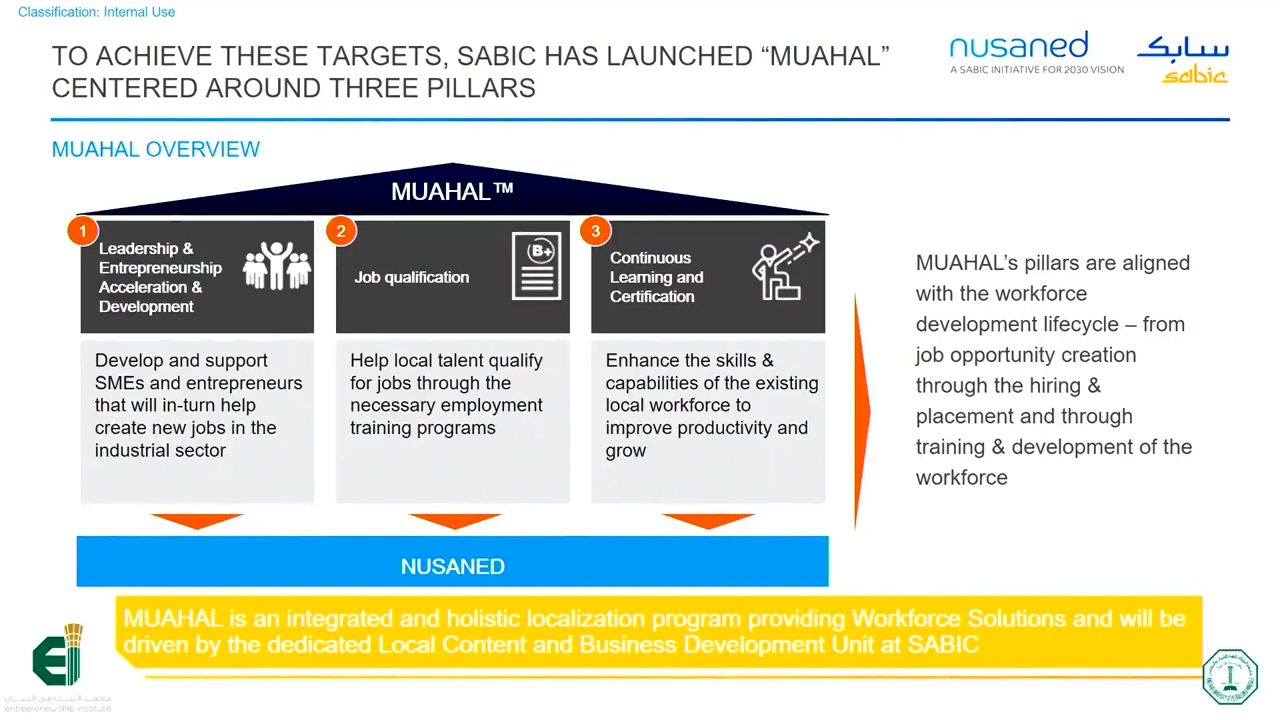 Classification: Internal Use
TO ACHIEVE THESE TARGETS, SABIC HAS LAUNCHED “MUAHAL”
CENTERED AROUND THREE PILLARS
nusaned
A SABIC INITIATIVE FOR 2030 VISION
سابك
sabic
MUAHAL OVERVIEW
MUAHAL™
1
Leadership &
Entrepreneurship
Acceleration &
Development
2
Job qualification
B+
3
Continuous
Learning and
Certification
Develop and support
SMEs and entrepreneurs
that will in-turn help
create new jobs in the
industrial sector
Help local talent qualify
for jobs through the
necessary employment
training programs
Enhance the skills &
capabilities of the existing
local workforce to
improve productivity and
grow
MUAHAL’s pillars are aligned
with the workforce
development lifecycle – from
job opportunity creation
through the hiring &
placement and through
training & development of the
workforce
NUSANED
MUAHAL is an integrated and holistic localization program providing Workforce Solutions and will be
driven by the dedicated Local Content and Business Development Unit at SABIC
entrepreneurship institute